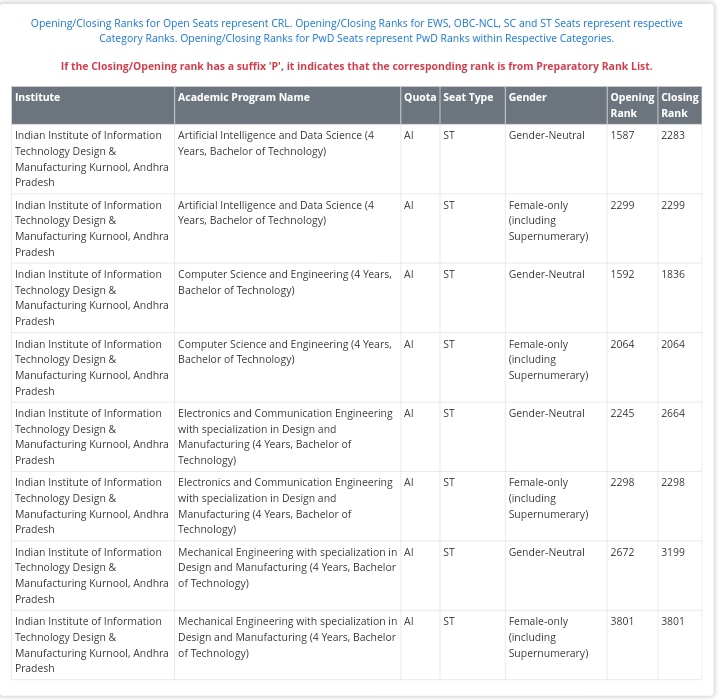 Opening/Closing Ranks for Open Seats represent CRL. Opening/Closing Ranks for EWS, OBC-NCL, SC and ST Seats represent respective
Category Ranks. Opening/Closing Ranks for PwD Seats represent PwD Ranks within Respective Categories.
If the Closing/Opening rank has a suffix 'P', it indicates that the corresponding rank is from Preparatory Rank List.
Institute Academic Program Name Quota Seat Type Gender Opening Closing
Rank Rank
Indian Institute of Information Artificial Intelligence and Data Science (4 AI ST Gender-Neutral 1587 2283
Technology Design & Years, Bachelor of Technology)
Manufacturing Kurnool, Andhra
Pradesh
Indian Institute of Information Artificial Intelligence and Data Science (4 AI ST Female-only 2299 2299
Technology Design & Years, Bachelor of Technology) (including
Manufacturing Kurnool, Andhra Supernumerary)
Pradesh
Indian Institute of Information Computer Science and Engineering (4 Years, AI ST Gender-Neutral 1592 1836
Technology Design & Bachelor of Technology)
Manufacturing Kurnool, Andhra
Pradesh
Indian Institute of Information Computer Science and Engineering (4 Years, AI ST Female-only 2064 2064
Technology Design & Bachelor of Technology) (including
Manufacturing Kurnool, Andhra Supernumerary)
Pradesh
Indian Institute of Information Electronics and Communication Engineering AI ST Gender-Neutral 2245 2664
Technology Design & with specialization in Design and
Manufacturing Kurnool, Andhra Manufacturing (4 Years, Bachelor of
Pradesh Technology)
Indian Institute of Information Electronics and Communication Engineering AI ST Female-only 2298 2298
Technology Design & with specialization in Design and (including
Manufacturing Kurnool, Andhra Manufacturing (4 Years, Bachelor of Supernumerary)
Pradesh Technology)
Indian Institute of Information Mechanical Engineering with specialization in AI ST Gender-Neutral 2672 3199
Technology Design & Design and Manufacturing (4 Years, Bachelor
Manufacturing Kurnool, Andhra of Technology)
Pradesh
Indian Institute of Information Mechanical Engineering with specialization in AI ST Female-only 3801 3801
Technology Design & Design and Manufacturing (4 Years, Bachelor (including
Manufacturing Kurnool, Andhra of Technology) Supernumerary)
Pradesh